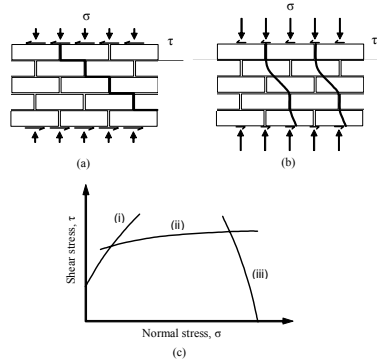 σ
τ
(a)
σ
τ
(b)
Shear stress, τ
(i)
(ii)
(iii)
Normal stress, σ
(c)